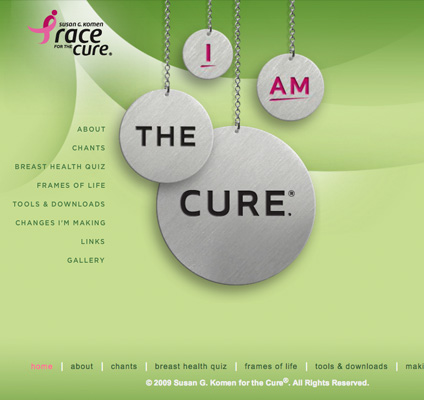 SUSAN G. KOMEN
race
FOR THE cure®
I
AM
THE
CURE®.
ABOUT
CHANTS
BREAST HEALTH QUIZ
FRAMES OF LIFE
TOOLS & DOWNLOADS
CHANGES I'M MAKING
LINKS
GALLERY
home | about | chants | breast health quiz | frames of life | tools & downloads | maki
© 2009 Susan G. Komen for the Cure®. All Rights Reserved.